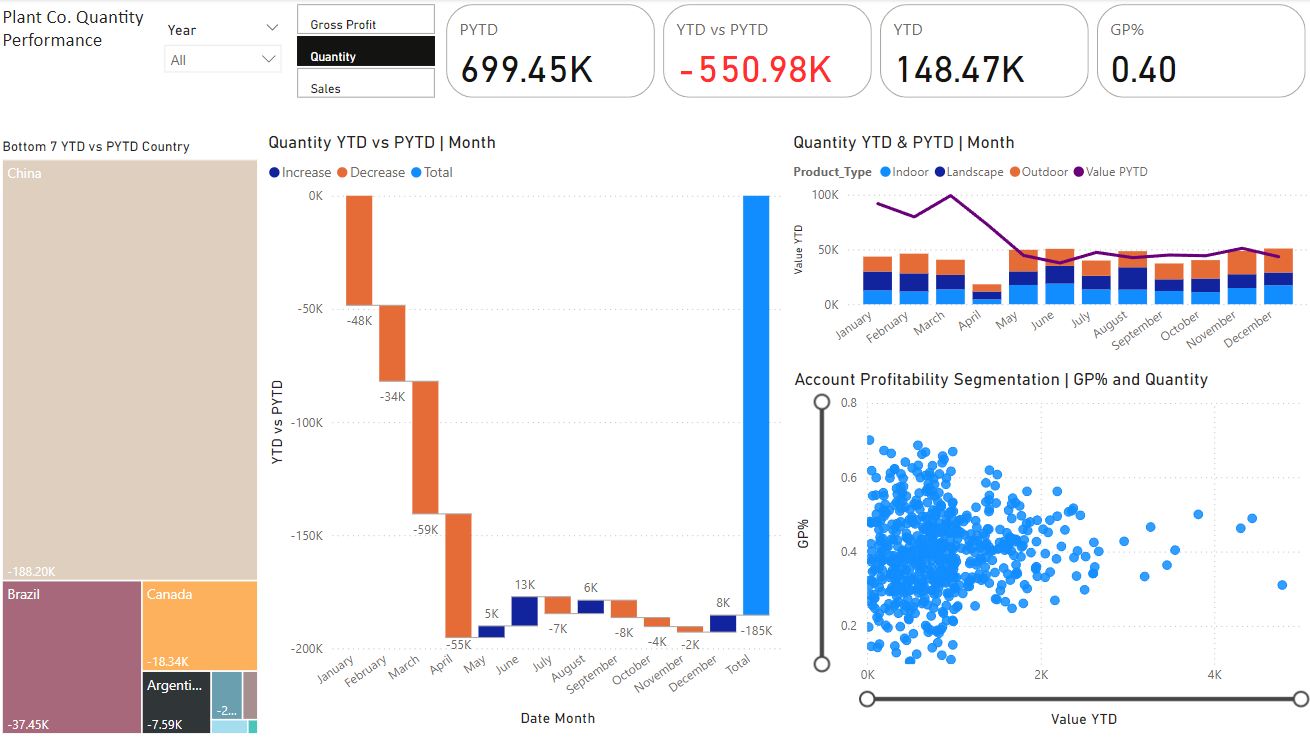 Plant Co. Quantity
Performance
Year
All
Gross Profit
Quantity
Sales
PYTD
699.45K
YTD vs PYTD
-550.98K
YTD
148.47K
GP%
0.40
Bottom 7 YTD vs PYTD Country
China
-188.20K
Brazil
-37.45K
Canada
-18.34K
Argenti...
-7.59K
-2...
Quantity YTD vs PYTD | Month
Increase Decrease Total
YTD vs PYTD
0K
-50K
-100K
-150K
-200K
-48K
-34K
-59K
-55K
5K
13K
-7K
6K
-8K
-4K
-2K
8K
-185K
January
February
March
April
May
June
July
August
September
October
November
December
Total
Date Month
Quantity YTD & PYTD | Month
Product_Type Indoor Landscape Outdoor Value PYTD
Value YTD
100K
50K
0K
January
February
March
April
May
June
July
August
September
October
November
December
Account Profitability Segmentation | GP% and Quantity
GP%
0.8
0.6
0.4
0.2
0K
2K
4K
Value YTD